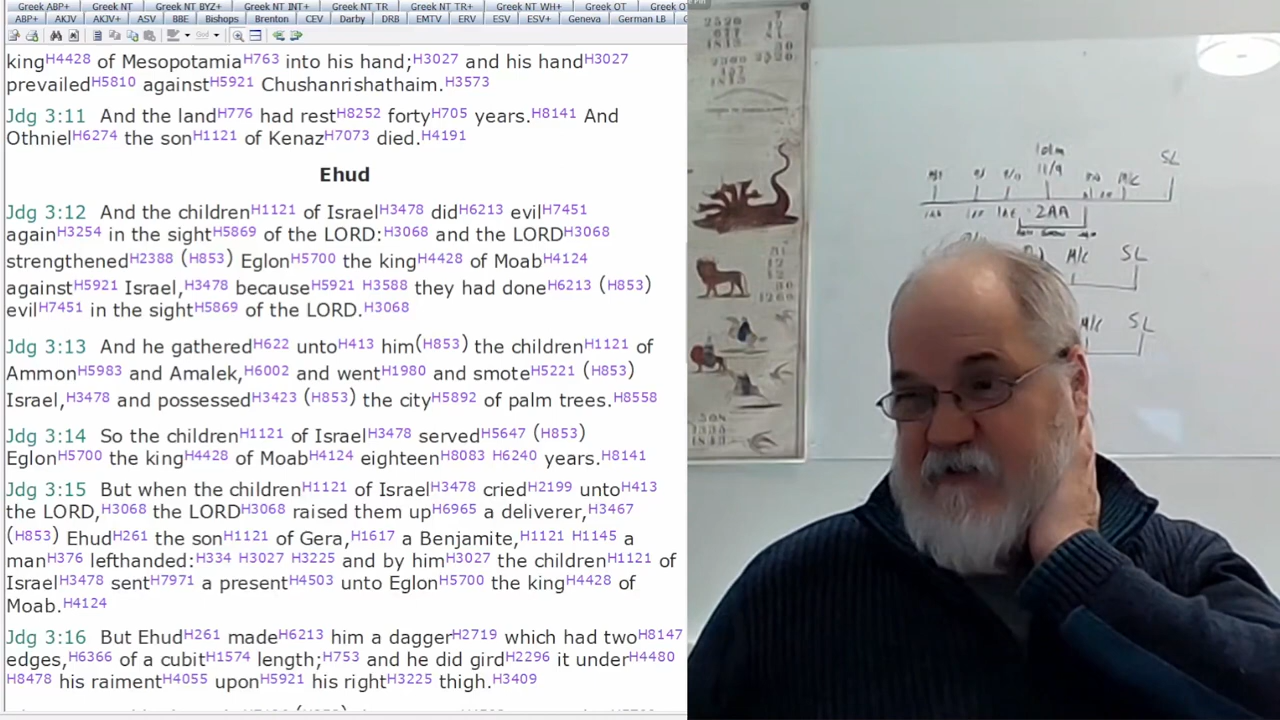 Greek ABP+ Greek NT Greek NT BYZ+ Greek NT INT+ Greek NT TR Greek NT TR+ Greek NT WH+ Greek OT
ABP+ AKJV AKJV+ ASV BBE Bishops Brenton CEV Darby DRB EMTV ERV ESV ESV+ Geneva German LB
kingH4428 of MesopotamiaH763 into his hand;H3027 and his handH3027
prevailedH5810 againstH5921 Chushanrishathaim.H3573
Jdg 3:11 And the landH776 had restH8252 fortyH705 years.H8141 And
OthnielH6274 the sonH1121 of KenazH7073 died.H4191
Ehud
Jdg 3:12 And the childrenH1121 of IsraelH3478 didH6213 evilH7451
againH3254 in the sightH5869 of the LORD:H3068 and the LORDH3068
strengthenedH2388 (H853) EglonH5700 the kingH4428 of MoabH4124
againstH5921 Israel,H3478 becauseH5921 H3588 they had doneH6213 (H853)
evilH7451 in the sightH5869 of the LORD.H3068
Jdg 3:13 And he gatheredH622 untoH413 him(H853) the childrenH1121 of
AmmonH5983 and Amalek,H6002 and wentH1980 and smoteH5221 (H853)
Israel,H3478 and possessedH3423 (H853) the cityH5892 of palm trees.H8558
Jdg 3:14 So the childrenH1121 of IsraelH3478 servedH5647 (H853)
EglonH5700 the kingH4428 of MoabH4124 eighteenH8083 H6240 years.H8141
Jdg 3:15 But when the childrenH1121 of IsraelH3478 criedH2199 untoH413
the LORD,H3068 the LORDH3068 raised them upH6965 a deliverer,H3467
(H853) EhudH261 the sonH1121 of Gera,H1617 a Benjamite,H1121 H1145 a
manH376 lefthanded:H334 H3027 H3225 and by himH3027 the childrenH1121 of
IsraelH3478 sentH7971 a presentH4503 unto EglonH5700 the kingH4428 of
Moab.H4124
Jdg 3:16 But EhudH261 madeH6213 him a daggerH2719 which had twoH8147
edges,H6366 of a cubitH1574 length;H753 and he did girdH2296 it underH4480
H8478 his raimentH4055 uponH5921 his rightH3225 thigh.H3409
2520
677
1843
11/9
SL
M/C
2AA
M/C SL
SL
1335
1843